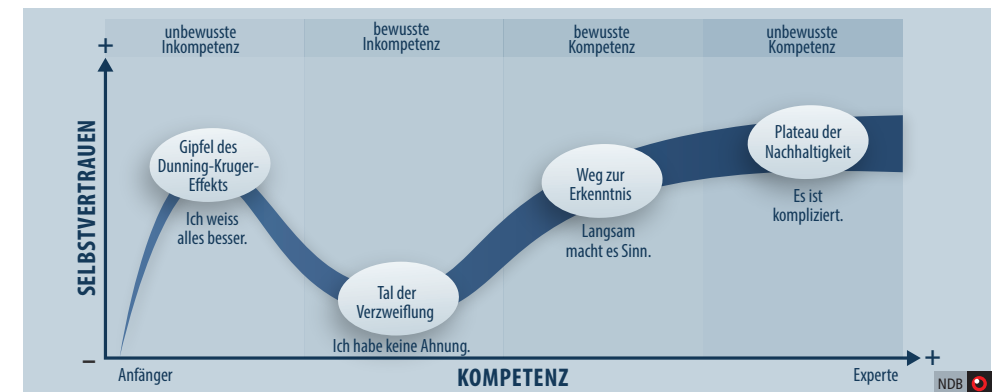 unbewusste
Inkompetenz
bewusste
Inkompetenz
bewusste
Kompetenz
unbewusste
Kompetenz
+
SELBSTVERTRAUEN
Gipfel des
Dunning-Kruger-
Effekts
Ich weiss
alles besser.
Tal der
Verzweiflung
Ich habe keine Ahnung.
Weg zur
Erkenntnis
Langsam
macht es Sinn.
Plateau der
Nachhaltigkeit
Es ist
kompliziert.
–
+
Anfänger
KOMPETENZ
Experte
NDB